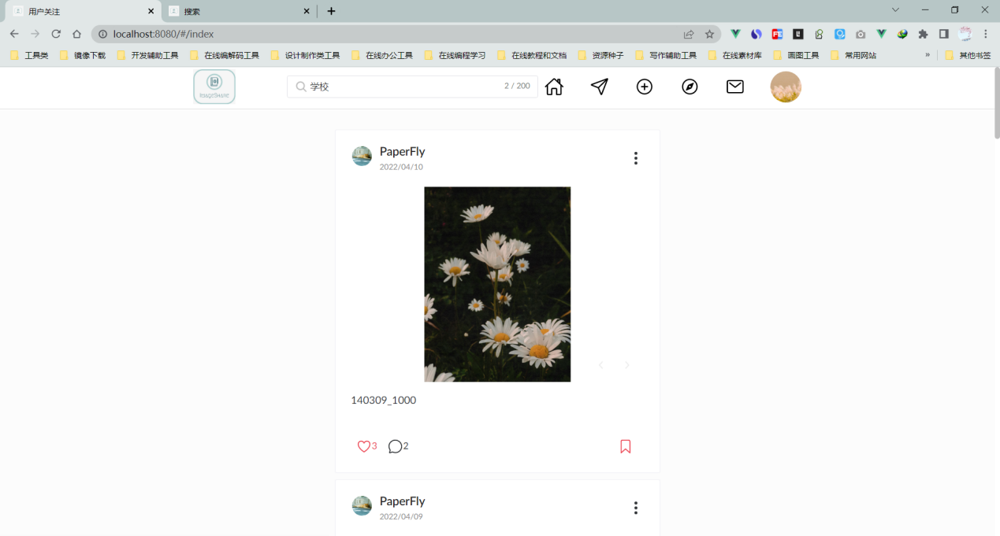 用户关注
搜索
localhost:8080/#/index
工具类
镜像下载
开发辅助工具
在线编解码工具
设计制作类工具
在线办公工具
在线编程学习
在线教程和文档
资源种子
写作辅助工具
在线素材库
画图工具
常用网站
»
其他书签
ImageShare
学校
2 / 200
PaperFly
2022/04/10
140309_1000
3
2
PaperFly
2022/04/09